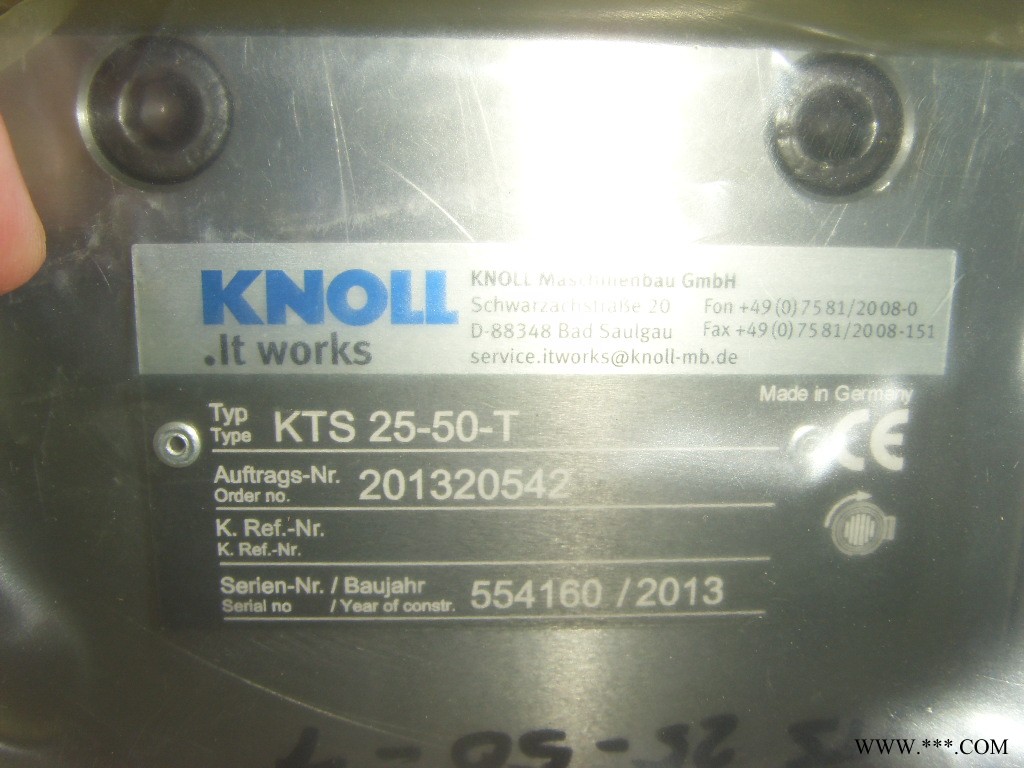 KNOLL
.It works
KNOLL Maschinenbau GmbH
Schwarzachstraße 20 Fon +49(0)7581/2008-0
D-88348 Bad Saulgau Fax +49(0)7581/2008-151
service.itworks@knoll-mb.de
Made in Germany
Typ
Type KTS 25-50-T
CE
Auftrags-Nr.
Order no. 201320542
K. Ref.-Nr.
K. Ref.-Nr.
Serien-Nr. / Baujahr
Serial no / Year of constr. 554160 / 2013
25-50-T
WWW.***.COM